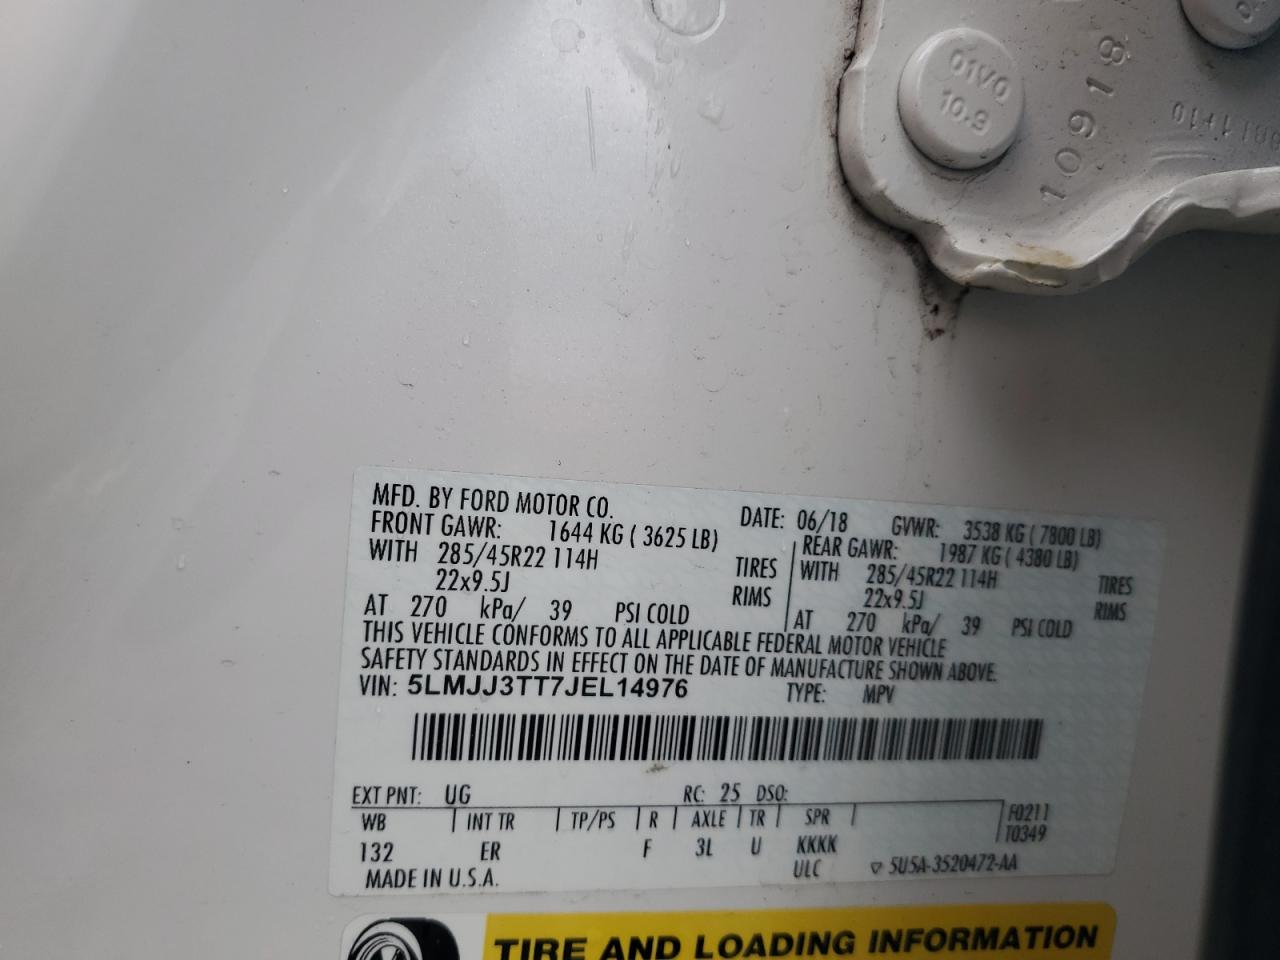 01V0
10.9
10918
MFD. BY FORD MOTOR CO.
DATE: 06/18 GVWR: 3538 KG ( 7800 LB)
FRONT GAWR: 1644 KG ( 3625 LB)
WITH 285/45R22 114H TIRES
22x9.5J RIMS
AT 270 kPa/ 39 PSI COLD
REAR GAWR: 1987 KG ( 4380 LB)
WITH 285/45R22 114H TIRES
22x9.5J RIMS
AT 270 kPa/ 39 PSI COLD
THIS VEHICLE CONFORMS TO ALL APPLICABLE FEDERAL MOTOR VEHICLE
SAFETY STANDARDS IN EFFECT ON THE DATE OF MANUFACTURE SHOWN ABOVE.
VIN: 5LMJJ3TT7JEL14976 TYPE: MPV
EXT PNT: UG RC: 25 DSO:
WB INT TR TP/PS R AXLE TR SPR F0211
T0349
132 ER F 3L U KKKK
ULC 5U5A-3520472-AA
MADE IN U.S.A.
TIRE AND LOADING INFORMATION